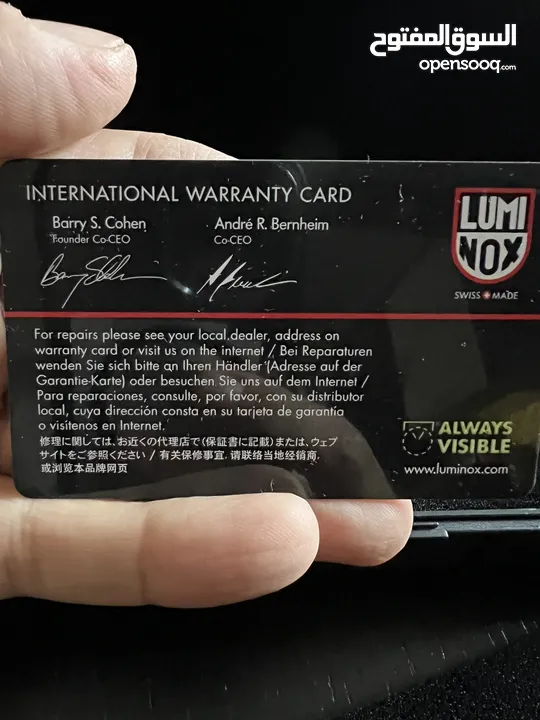 السوق المفتوح
opensooq.com
INTERNATIONAL WARRANTY CARD
Barry S. Cohen
Founder Co-CEO
André R. Bernheim
Co-CEO
LUMI
NOX
SWISS MADE
For repairs please see your local dealer, address on
warranty card or visit us on the internet / Bei Reparaturen
wenden Sie sich bitte an Ihren Händler (Adresse auf der
Garantie-Karte) oder besuchen Sie uns auf dem Internet /
Para reparaciones, consulte, por favor, con su distributor
local, cuya dirección consta en su tarjeta de garantía
o visítenos en Internet.
修理に関しては、お近くの代理店で(保証書に記載)または、ウェブ
サイトをご参照ください / 有关保修事宜, 请联络当地经销商,
或浏览本品牌网页
ALWAYS
VISIBLE
www.luminox.com